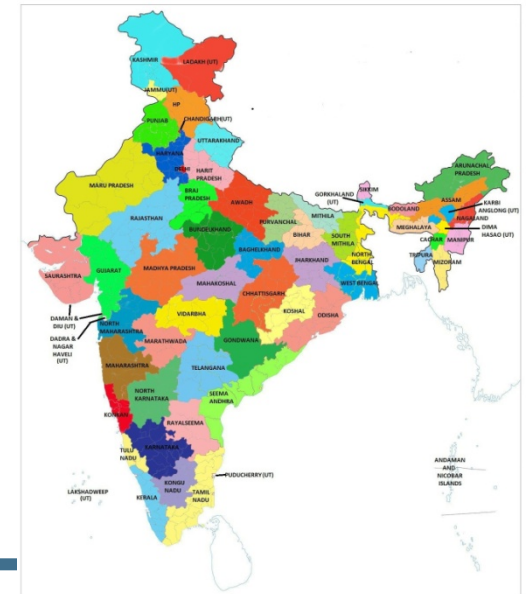 KASHMIR
LADAKH (UT)
JAMMU(UT)
HP
CHANDIGARH(UT)
PUNJAB
UTTARAKHAND
HARYANA
DELHI
HARIT
PRADESH
MARU PRADESH
BRAJ
PRADESH
RAJASTHAN
AWADH
BUNDELKHAND
PURVANCHAL
MITHILA
GORKHALAND
(UT)
SIKKIM
ARUNACHAL
PRADESH
ASSAM
BODOLAND
KARBI
ANGLONG (UT)
NAGALAND
MEGHALAYA
DIMA
HASAO (UT)
CACHAR
MANIPUR
TRIPURA
MIZORAM
BIHAR
SOUTH
MITHILA
NORTH
BENGAL
BAGHELKHAND
JHARKHAND
WEST BENGAL
SAURASHTRA
GUJARAT
MADHYA PRADESH
MAHAKOSHAL
CHHATTISGARH
KOSHAL
ODISHA
DAMAN &
DIU (UT)
DADRA &
NAGAR
HAVELI
(UT)
NORTH
MAHARASHTRA
VIDARBHA
MARATHWADA
GONDWANA
MAHARASHTRA
TELANGANA
SEEMA
ANDHRA
NORTH
KARNATAKA
KONKAN
RAYALSEEMA
KARNATAKA
TULU
NADU
PUDUCHERRY (UT)
KONGU
NADU
TAMIL
NADU
KERALA
LAKSHADWEEP
(UT)
ANDAMAN
AND
NICOBAR
ISLANDS